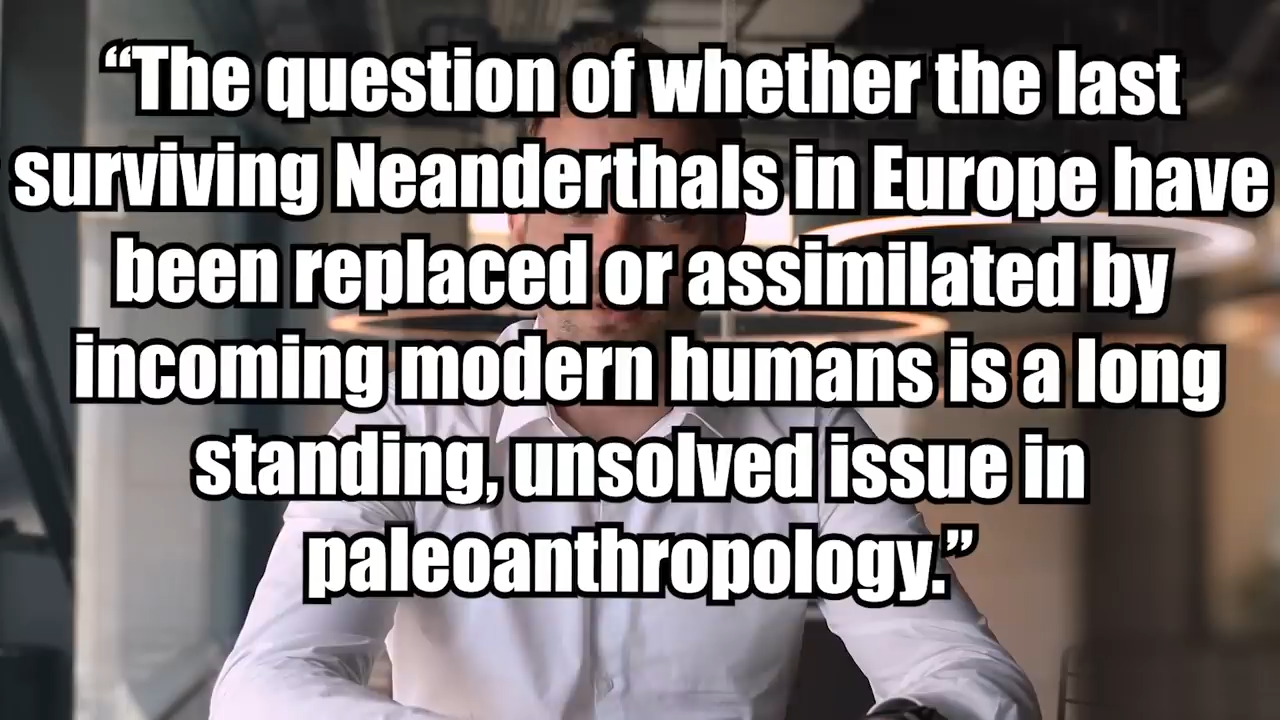 “The question of whether the last
surviving Neanderthals in Europe have
been replaced or assimilated by
incoming modern humans is a long
standing, unsolved issue in
paleoanthropology.”